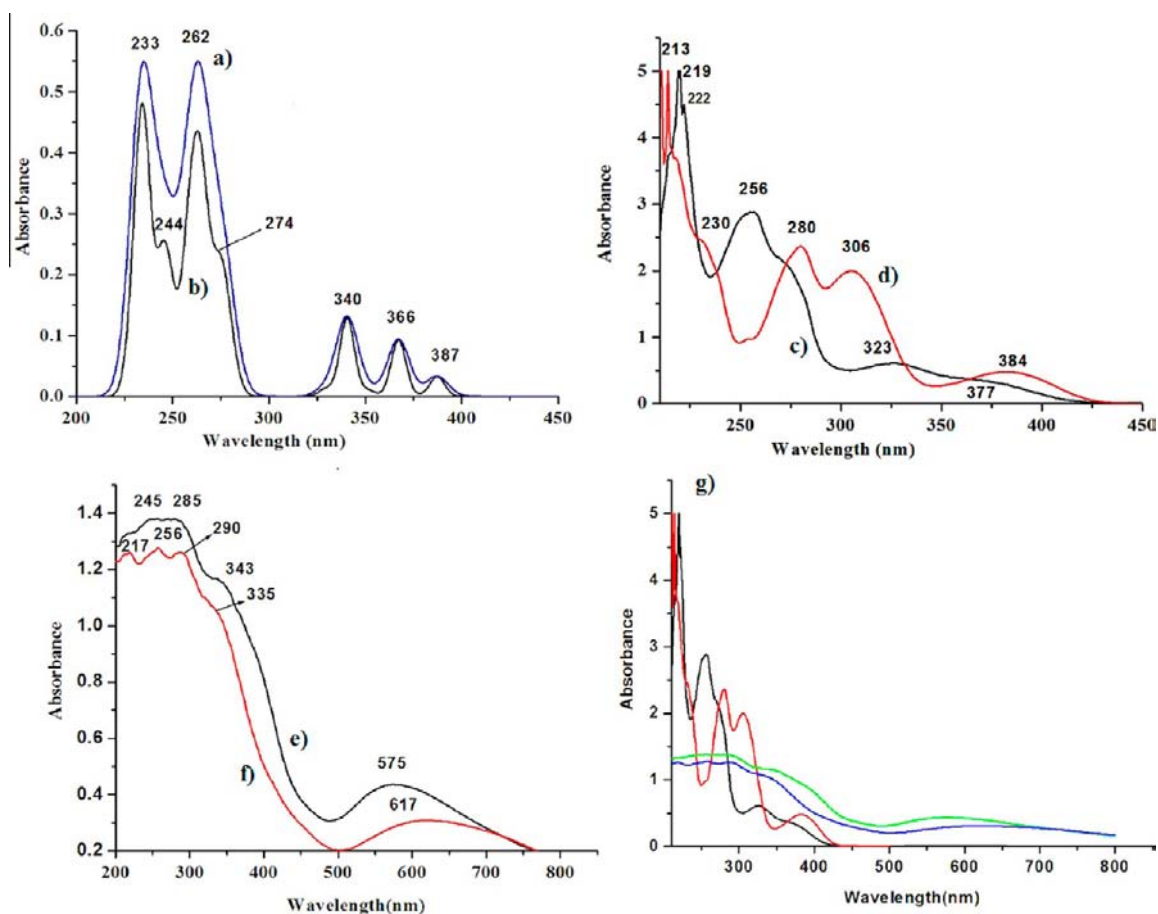 233 262 a)
244
274
b)
340
366
387
0.6
0.5
0.4
0.3
0.2
0.1
0.0
Absorbance
200 250 300 350 400 450
Wavelength (nm)
213
219
222
256
230 280 306
d)
c) 323
384
377
5
4
3
2
1
0
Absorbance
250 300 350 400 450
Wavelength (nm)
245 285
290
217 256
343
335
e)
f)
575
617
1.4
1.2
1.0
0.8
0.6
0.4
0.2
Absorbance
200 300 400 500 600 700 800
Wavelength (nm)
g)
5
4
3
2
1
0
Absorbance
300 400 500 600 700 800
Wavelength(nm)